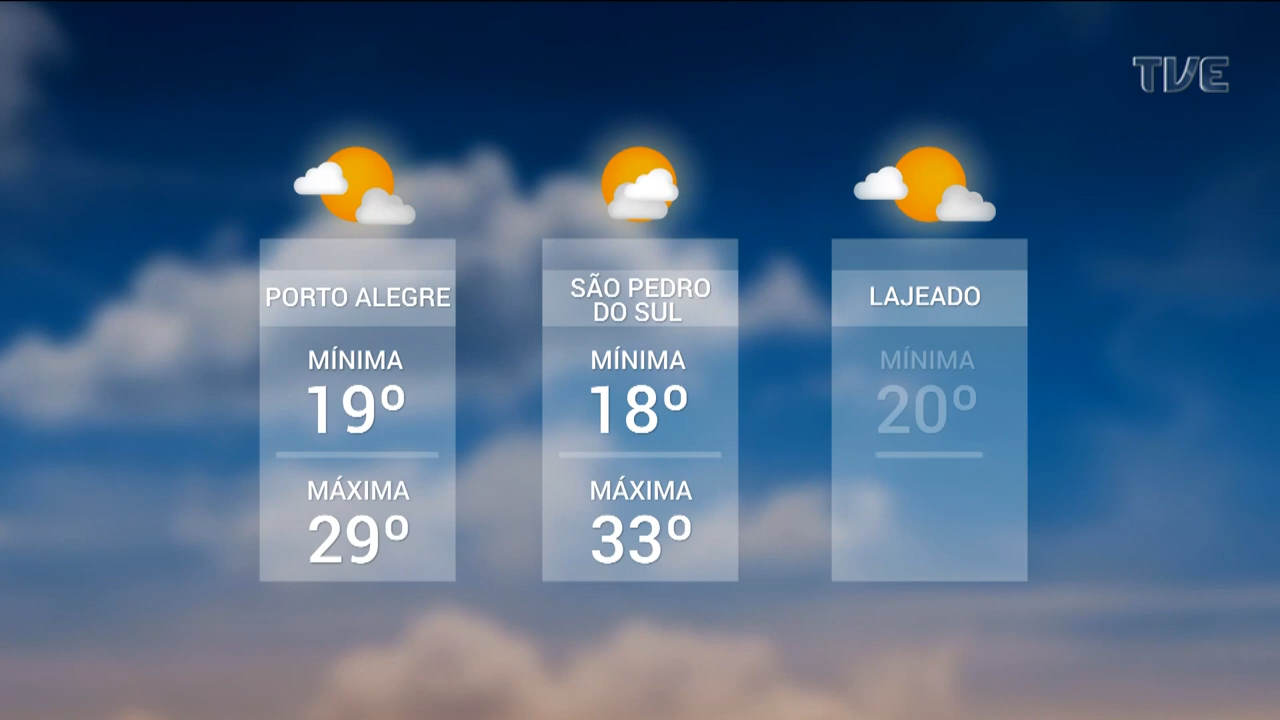 TVE
PORTO ALEGRE
MÍNIMA
19º
MÁXIMA
29º
SÃO PEDRO
DO SUL
MÍNIMA
18º
MÁXIMA
33º
LAJEADO
MÍNIMA
20º